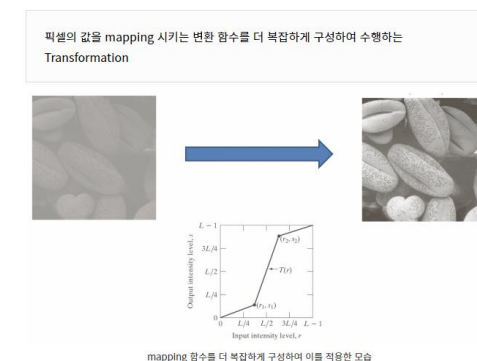 픽셀의 값을 mapping 시키는 변환 함수를 더 복잡하게 구성하여 수행하는
Transformation
L − 1
3L/4
L/2
L/4
0
Output intensity level, s
(r₂, s₂)
T(r)
(r₁, s₁)
0 L/4 L/2 3L/4 L − 1
Input intensity level, r
mapping 함수를 더 복잡하게 구성하여 이를 적용한 모습